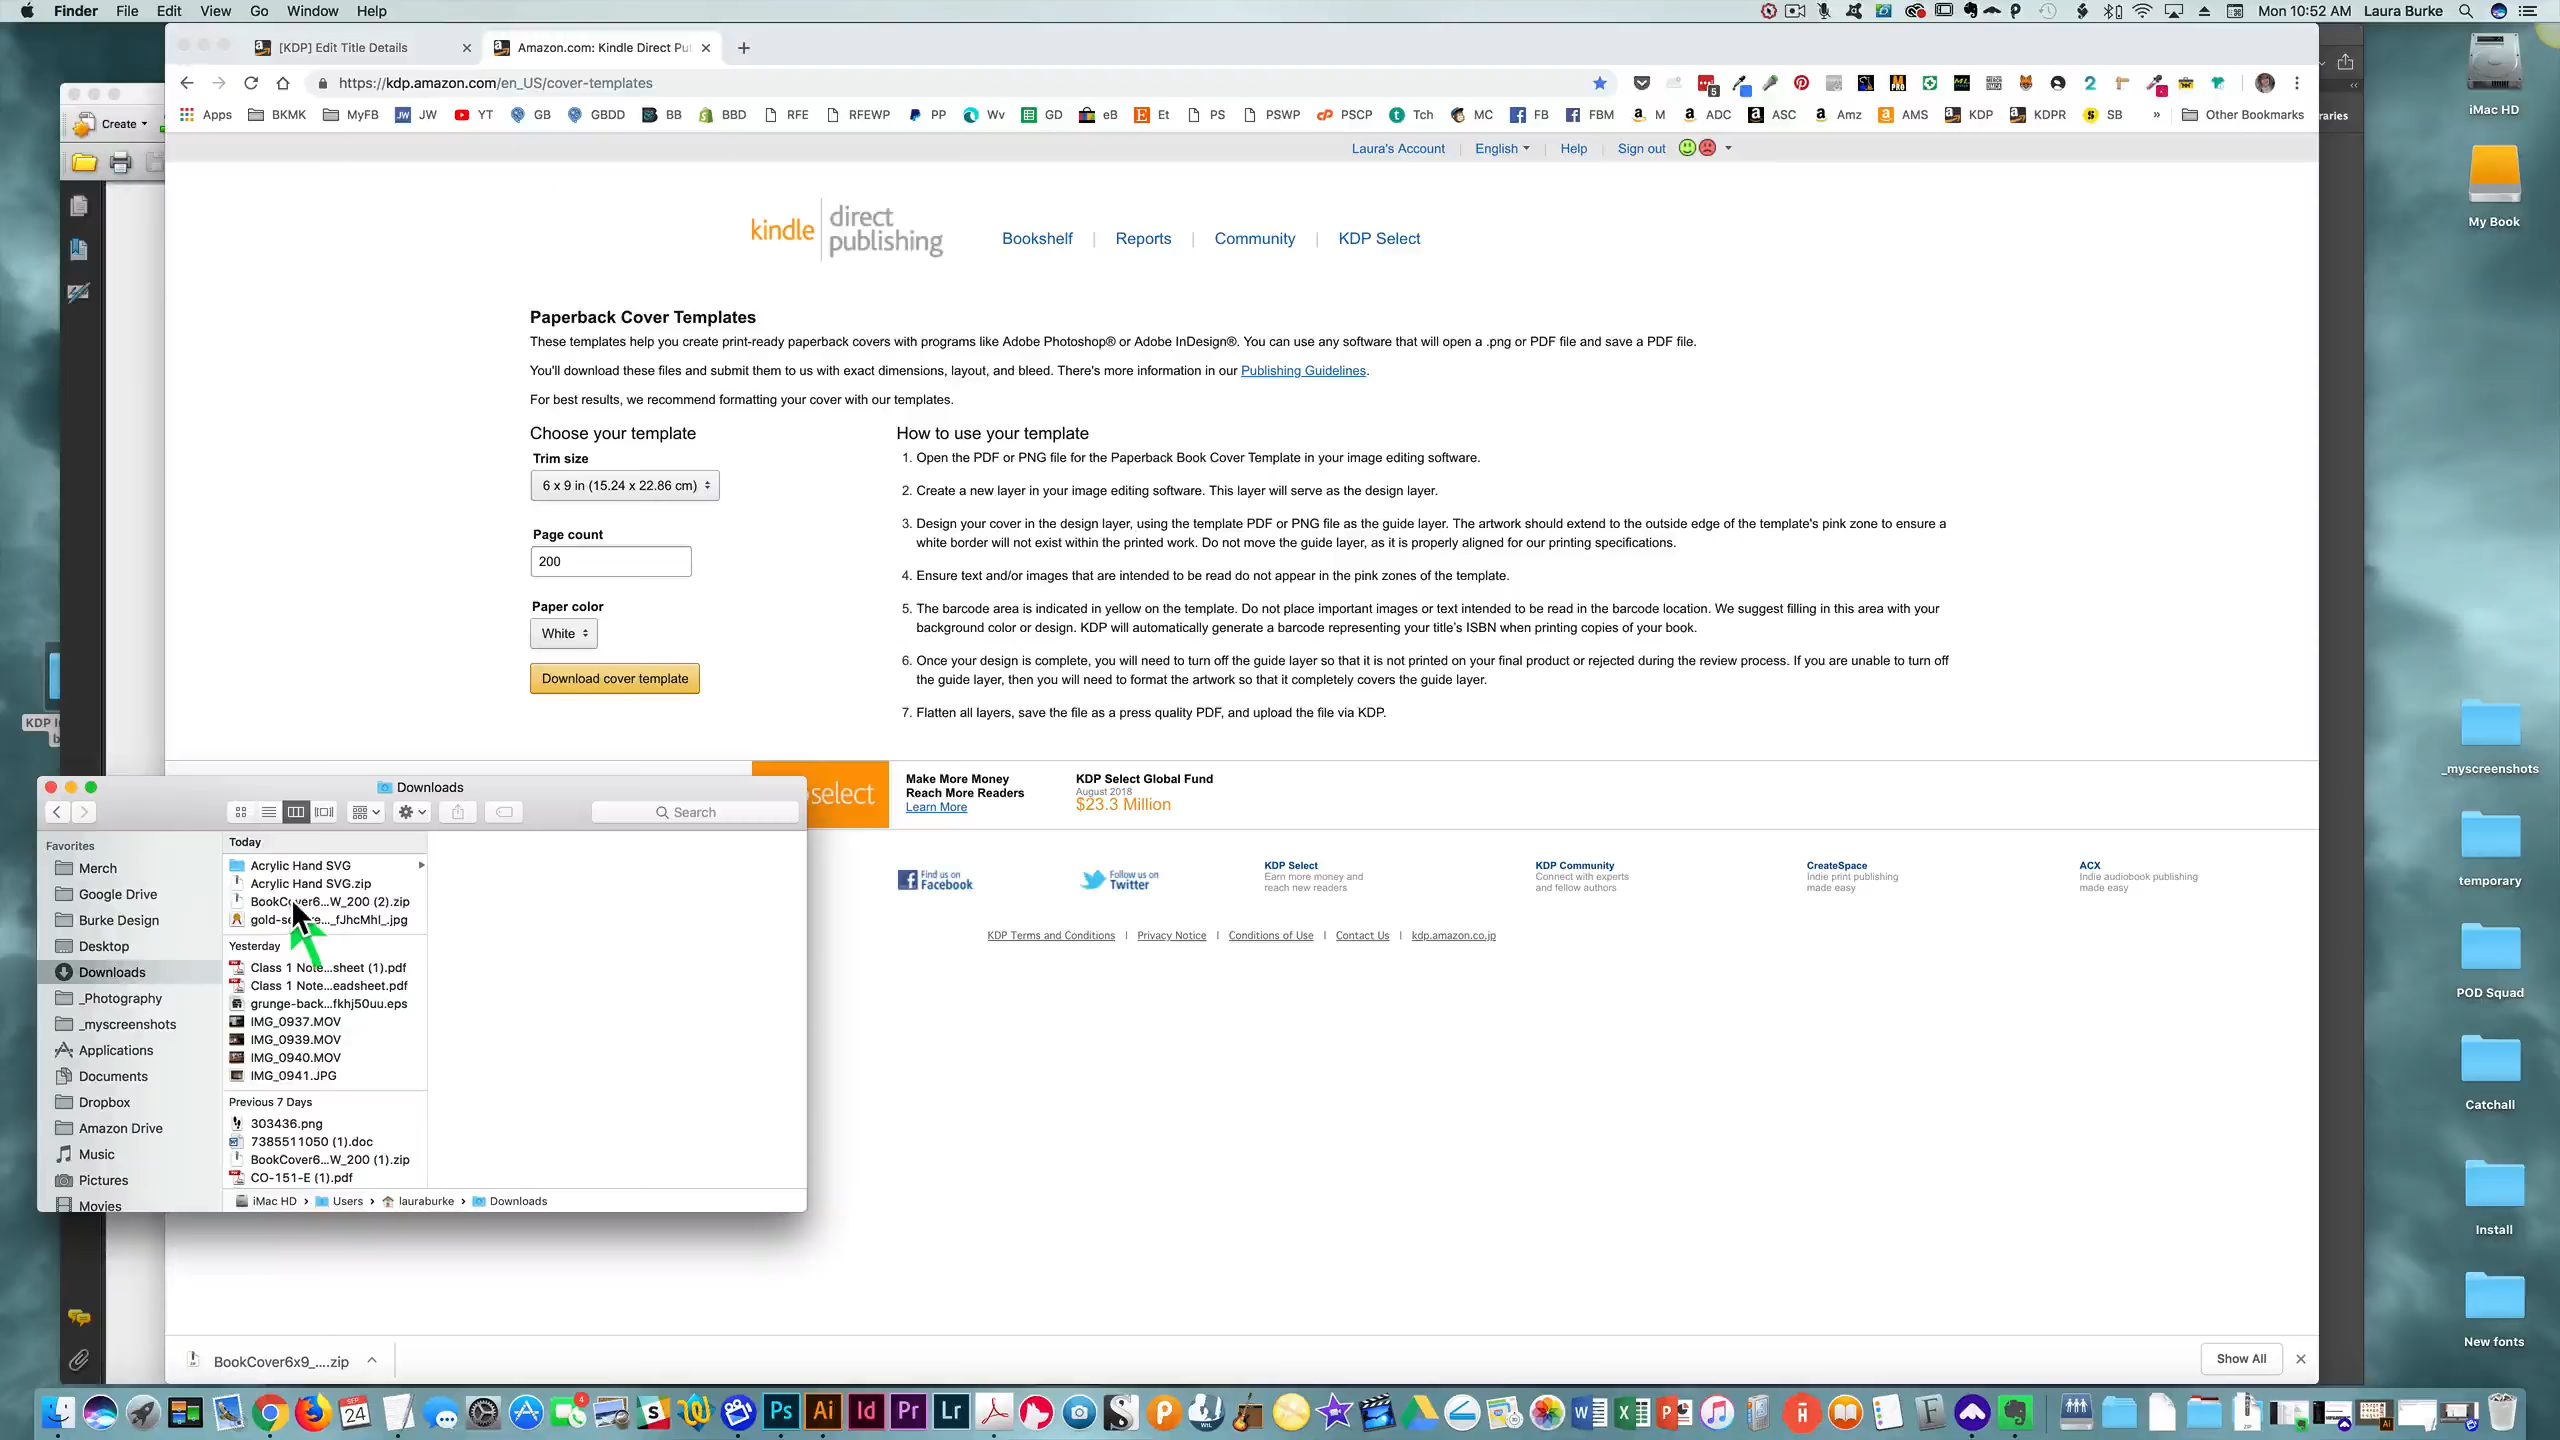 Finder File Edit View Go Window Help
Mon 10:52 AM Laura Burke
[KDP] Edit Title Details
Amazon.com: Kindle Direct Pu
https://kdp.amazon.com/en_US/cover-templates
Apps BKMK MyFB JW YT GB GBDD BB BBD RFE RFEWP PP Wv GD eB Et PS PSWP PSCP Tch MC FB FBM M ADC ASC Amz AMS KDP KDPR SB » Other Bookmarks
raries
Create
Laura's Account English Help Sign out
kindle direct publishing
Bookshelf | Reports | Community | KDP Select
Paperback Cover Templates
These templates help you create print-ready paperback covers with programs like Adobe Photoshop® or Adobe InDesign®. You can use any software that will open a .png or PDF file and save a PDF file.
You'll download these files and submit them to us with exact dimensions, layout, and bleed. There's more information in our Publishing Guidelines.
For best results, we recommend formatting your cover with our templates.
Choose your template
Trim size
6 x 9 in (15.24 x 22.86 cm)
Page count
200
Paper color
White
Download cover template
How to use your template
1. Open the PDF or PNG file for the Paperback Book Cover Template in your image editing software.
2. Create a new layer in your image editing software. This layer will serve as the design layer.
3. Design your cover in the design layer, using the template PDF or PNG file as the guide layer. The artwork should extend to the outside edge of the template's pink zone to ensure a
white border will not exist within the printed work. Do not move the guide layer, as it is properly aligned for our printing specifications.
4. Ensure text and/or images that are intended to be read do not appear in the pink zones of the template.
5. The barcode area is indicated in yellow on the template. Do not place important images or text intended to be read in the barcode location. We suggest filling in this area with your
background color or design. KDP will automatically generate a barcode representing your title's ISBN when printing copies of your book.
6. Once your design is complete, you will need to turn off the guide layer so that it is not printed on your final product or rejected during the review process. If you are unable to turn off
the guide layer, then you will need to format the artwork so that it completely covers the guide layer.
7. Flatten all layers, save the file as a press quality PDF, and upload the file via KDP.
select
Make More Money
Reach More Readers
Learn More
KDP Select Global Fund
August 2018
$23.3 Million
Find us on
Facebook
Follow us on
Twitter
KDP Select
Earn more money and
reach new readers
KDP Community
Connect with experts
and fellow authors
CreateSpace
Indie print publishing
made easy
ACX
Indie audiobook publishing
made easy
KDP Terms and Conditions | Privacy Notice | Conditions of Use | Contact Us | kdp.amazon.co.jp
Downloads
Search
Favorites
Merch
Google Drive
Burke Design
Desktop
Downloads
_Photography
_myscreenshots
Applications
Documents
Dropbox
Amazon Drive
Music
Pictures
Movies
Today
Acrylic Hand SVG
Acrylic Hand SVG.zip
BookCover6...W_200 (2).zip
gold-se..._fJhcMhI_.jpg
Yesterday
Class 1 Note...sheet (1).pdf
Class 1 Note...eadsheet.pdf
grunge-back...fkhj50uu.eps
IMG_0937.MOV
IMG_0939.MOV
IMG_0940.MOV
IMG_0941.JPG
Previous 7 Days
303436.png
7385511050 (1).doc
BookCover6...W_200 (1).zip
CO-151-E (1).pdf
iMac HD › Users › lauraburke › Downloads
KDP
iMac HD
My Book
_myscreenshots
temporary
POD Squad
Catchall
Install
New fonts
BookCover6x9_....zip
Show All
SEP
24
4
Ps Ai Id Pr Lr